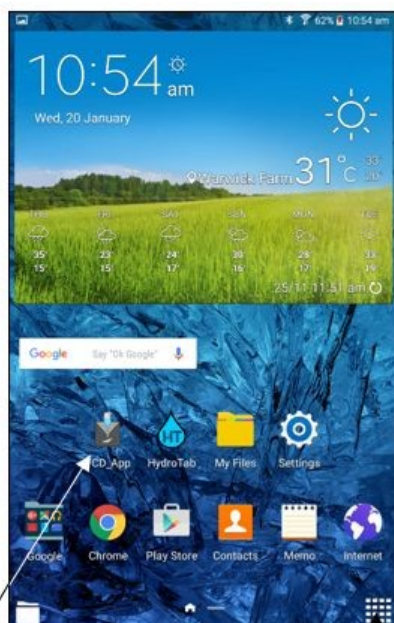 62% 10:54 am
10:54 am
Wed, 20 January
Warwick Farm 31°c 33° 20°
THU FRI SAT SUN MON TUE
35° 23° 24° 30° 28° 33°
15° 15° 17° 16° 17° 19°
25/11 11:51 am
Google Say "Ok Google"
HT
CD_App HydroTab My Files Settings
Google Chrome Play Store Contacts Memo Internet